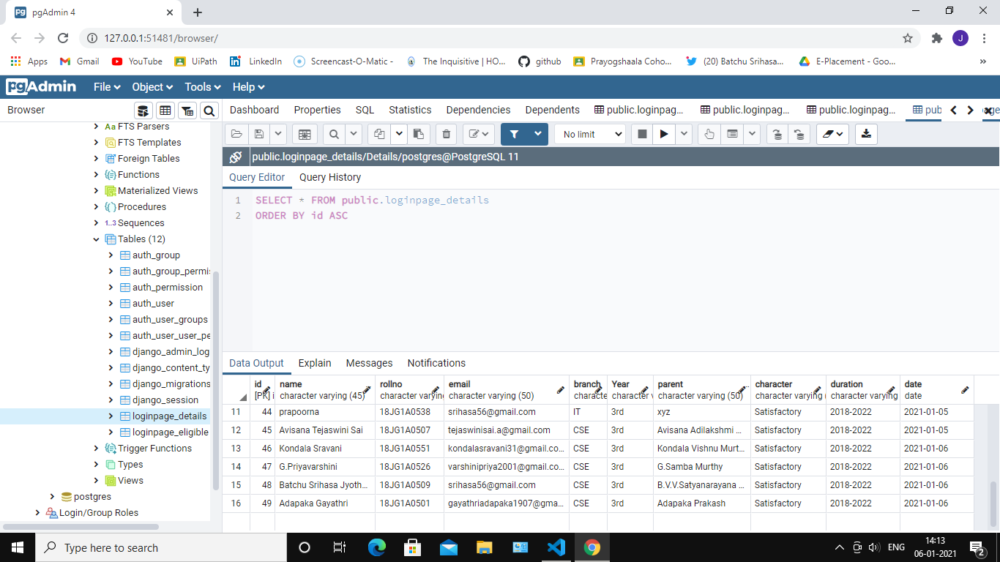 pgAdmin 4
127.0.0.1:51481/browser/
J
Apps Gmail YouTube UiPath LinkedIn Screencast-O-Matic - The Inquisitive | HO... github Prayogshaala Coho... (20) Batchu Srihasa... E-Placement - Goo... »
pgAdmin File Object Tools Help
Browser
Dashboard Properties SQL Statistics Dependencies Dependents public.loginpag... public.loginpag... public.loginpag... pub
FTS Parsers
FTS Templates
Foreign Tables
Functions
Materialized Views
Procedures
1..3 Sequences
Tables (12)
auth_group
auth_group_permi
auth_permission
auth_user
auth_user_groups
auth_user_user_pe
django_admin_log
django_content_ty
django_migrations
django_session
loginpage_details
loginpage_eligible
Trigger Functions
Types
Views
postgres
Login/Group Roles
No limit
public.loginpage_details/Details/postgres@PostgreSQL 11
Query Editor Query History
1 SELECT * FROM public.loginpage_details
2 ORDER BY id ASC
Data Output Explain Messages Notifications
id name rollno email branch Year parent character duration date
[PK] i character varying (45) character varyin character varying (50) characte character v character varying (50) character varying character varying date
11 44 prapoorna 18JG1A0538 srihasa56@gmail.com IT 3rd xyz Satisfactory 2018-2022 2021-01-05
12 45 Avisana Tejaswini Sai 18JG1A0507 tejaswinisai.a@gmail.com CSE 3rd Avisana Adilakshmi ... Satisfactory 2018-2022 2021-01-05
13 46 Kondala Sravani 18JG1A0551 kondalasravani31@gmail.co... CSE 3rd Kondala Vishnu Murt... Satisfactory 2018-2022 2021-01-06
14 47 G.Priyavarshini 18JG1A0526 varshinipriya2001@gmail.co... CSE 3rd G.Samba Murthy Satisfactory 2018-2022 2021-01-06
15 48 Batchu Srihasa Jyoth... 18JG1A0509 srihasa56@gmail.com CSE 3rd B.V.V.Satyanarayana ... Satisfactory 2018-2022 2021-01-06
16 49 Adapaka Gayathri 18JG1A0501 gayathriadapaka1907@gma... CSE 3rd Adapaka Prakash Satisfactory 2018-2022 2021-01-06
Type here to search
ENG
14:13
06-01-2021
2